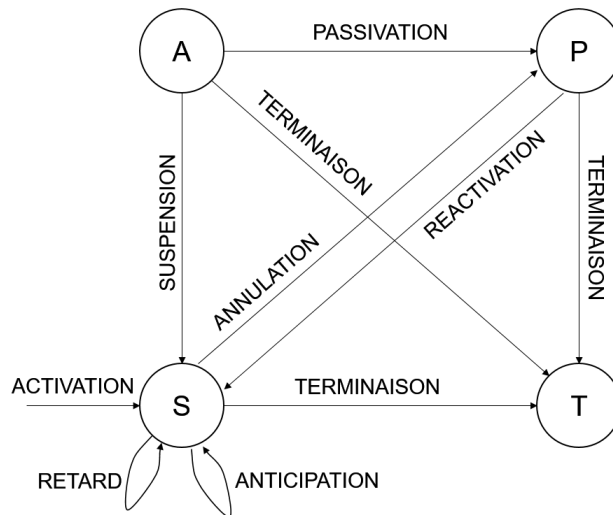 PASSIVATION
A
P
TERMINAISON
SUSPENSION
ANNULATION
REACTIVATION
TERMINAISON
ACTIVATION
S
TERMINAISON
T
RETARD
ANTICIPATION